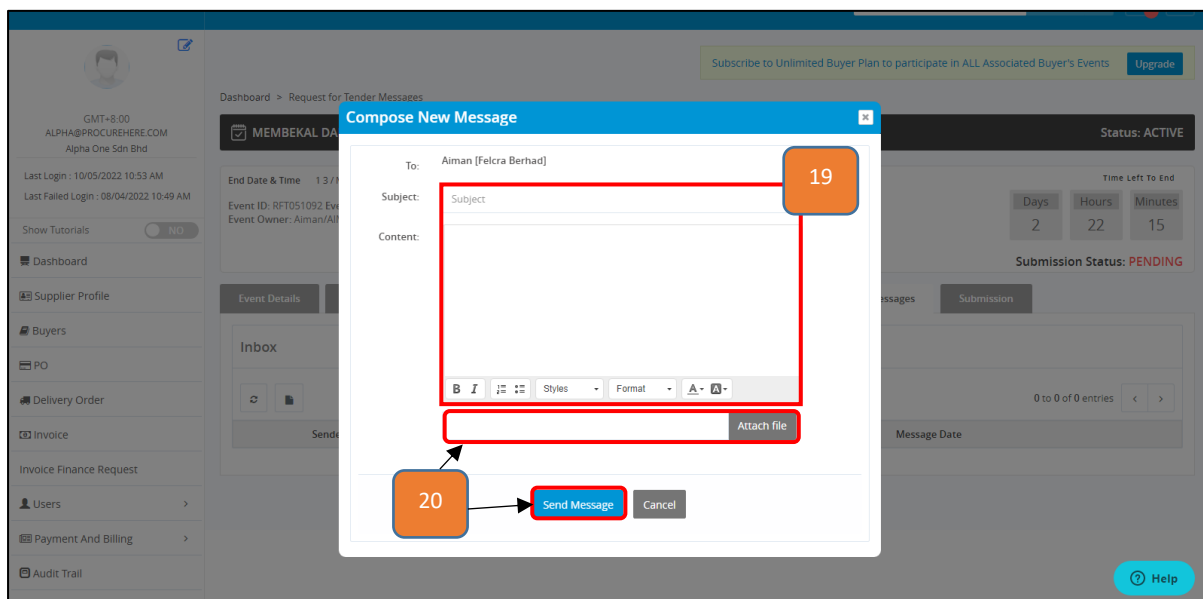 Subscribe to Unlimited Buyer Plan to participate in ALL Associated Buyer's Events
Upgrade
GMT+8:00
ALPHA@PROCUREHERE.COM
Alpha One Sdn Bhd
Last Login : 10/05/2022 10:53 AM
Last Failed Login : 08/04/2022 10:49 AM
Show Tutorials
NO
Dashboard
Supplier Profile
Buyers
PO
Delivery Order
Invoice
Invoice Finance Request
Users
Payment And Billing
Audit Trail
Dashboard > Request for Tender Messages
MEMBEKAL DA
Status: ACTIVE
End Date & Time 13/
Event ID: RFT051092 Eve
Event Owner: Aiman/AI
Time Left To End
Days Hours Minutes
2 22 15
Submission Status: PENDING
Event Details
essages
Submission
Inbox
0 to 0 of 0 entries
Sende
Message Date
Compose New Message
To: Aiman [Felcra Berhad]
19
Subject: Subject
Content:
B I Styles Format A A
Attach file
20
Send Message Cancel
Help